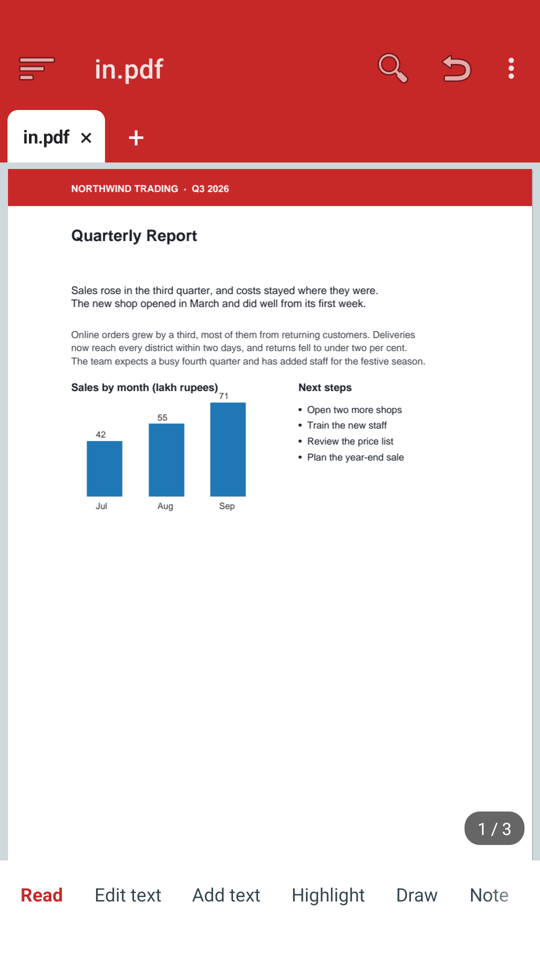 in.pdf
in.pdf ×
+
NORTHWIND TRADING · Q3 2026
Quarterly Report
Sales rose in the third quarter, and costs stayed where they were.
The new shop opened in March and did well from its first week.
Online orders grew by a third, most of them from returning customers. Deliveries
now reach every district within two days, and returns fell to under two per cent.
The team expects a busy fourth quarter and has added staff for the festive season.
Sales by month (lakh rupees)
42
55
71
Jul
Aug
Sep
Next steps
• Open two more shops
• Train the new staff
• Review the price list
• Plan the year-end sale
1 / 3
Read
Edit text
Add text
Highlight
Draw
Note